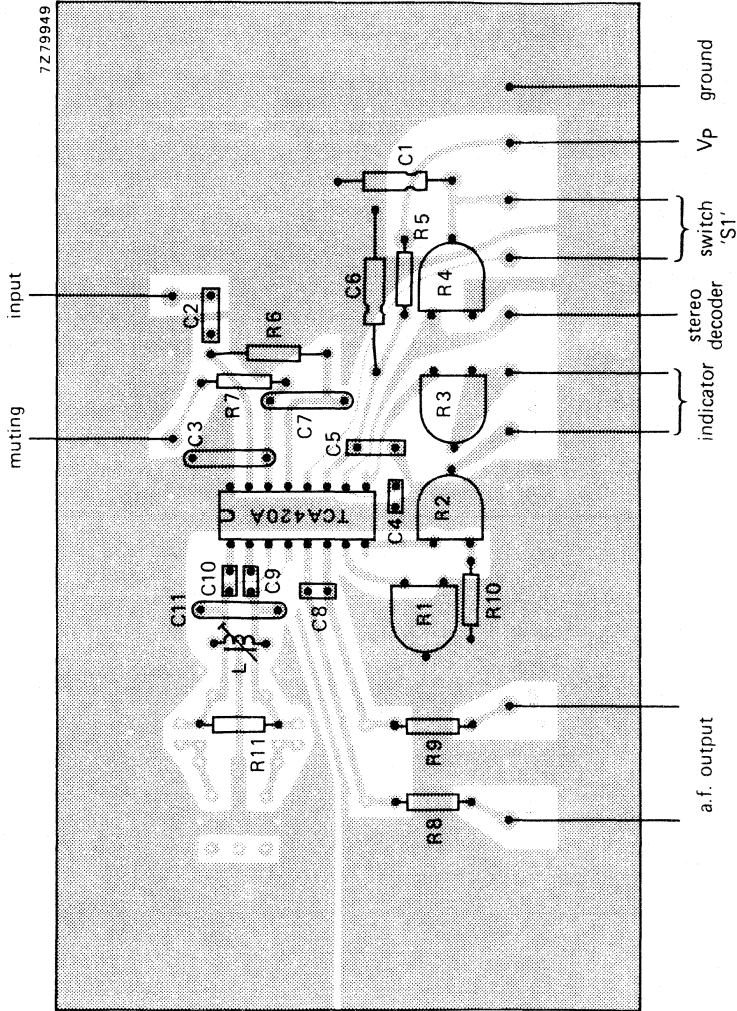 7Z79949
muting
input
C3
C2
R7
R6
C7
C11
C10
C9
L
R11
TCA420A
C8
C5
C4
C6
C1
R5
R1
R2
R3
R4
R10
R8
R9
a.f. output
indicator
stereo
decoder
switch
'S1'
Vp
ground